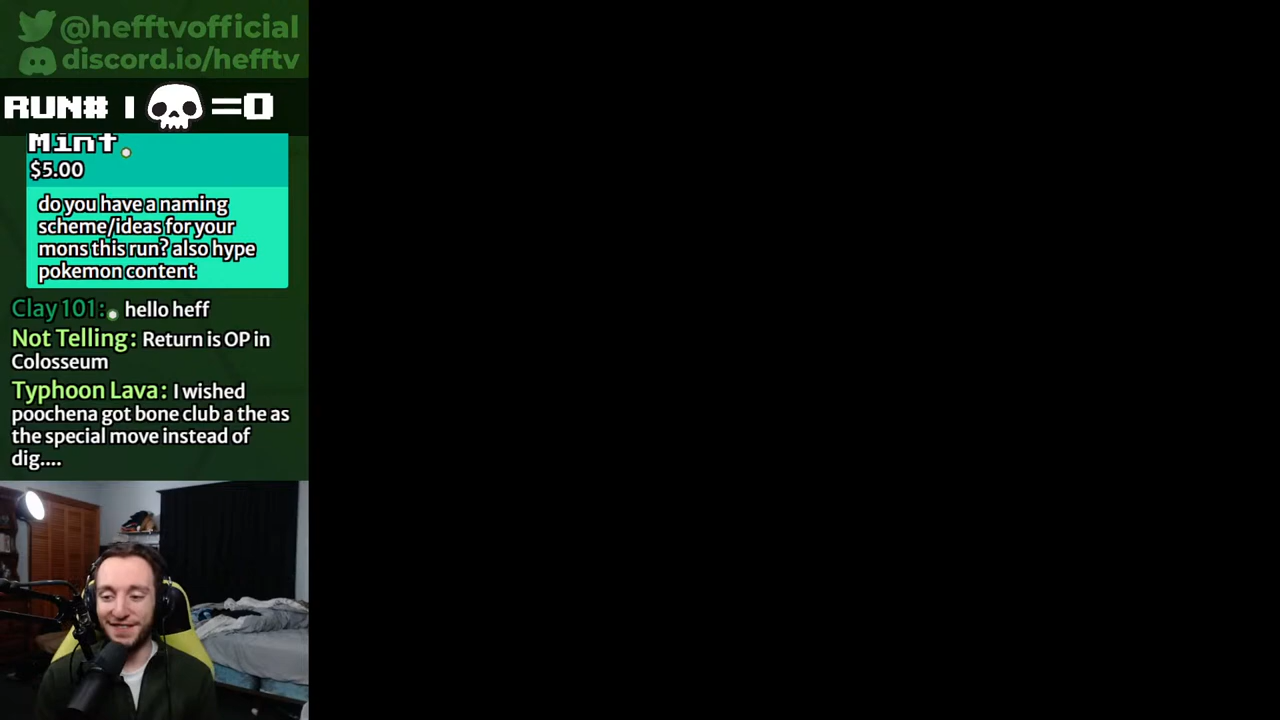 @hefftvofficial
discord.io/hefftv
RUN# 1 =0
Mint
$5.00
do you have a naming
scheme/ideas for your
mons this run? also hype
pokemon content
Clay 101: hello heff
Not Telling: Return is OP in
Colosseum
Typhoon Lava: I wished
poochena got bone club a the as
the special move instead of
dig....